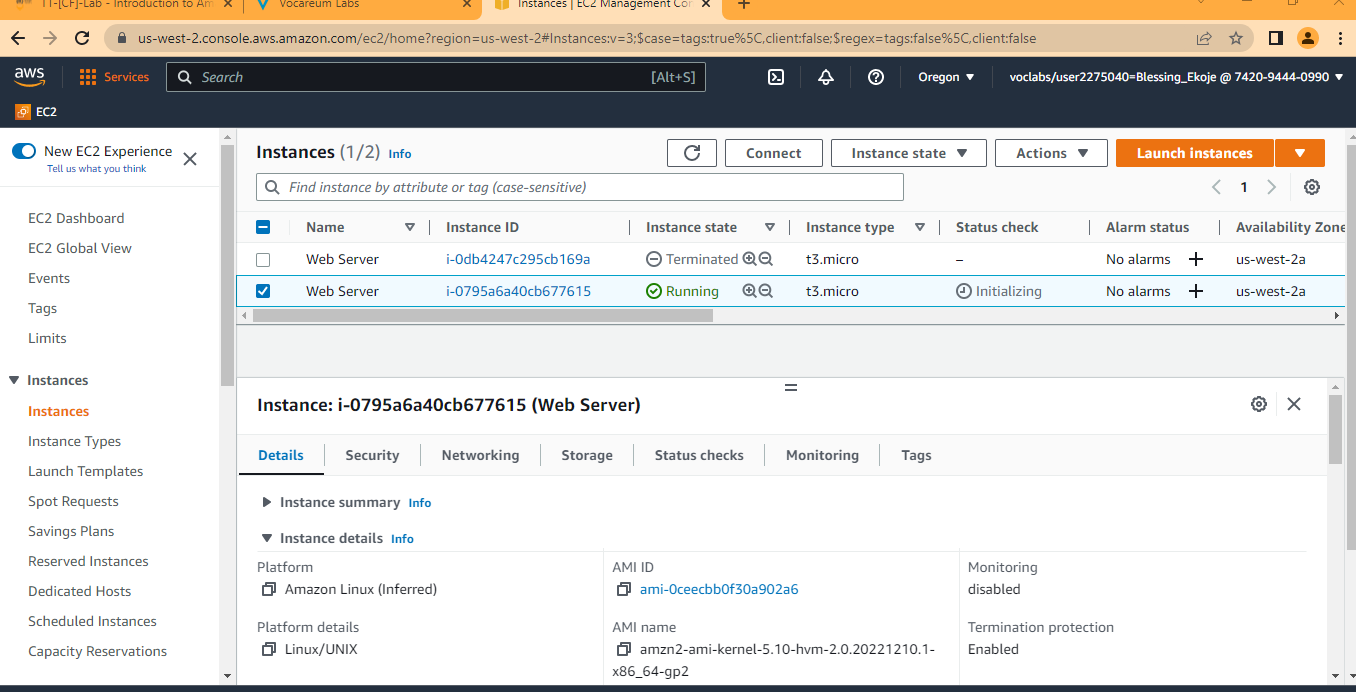 TT-[CF]-Lab - Introduction to Am
Vocareum Labs
Instances | EC2 Management Con
us-west-2.console.aws.amazon.com/ec2/home?region=us-west-2#Instances:v=3;$case=tags:true%5C,client:false;$regex=tags:false%5C,client:false
aws Services Search [Alt+S] Oregon voclabs/user2275040=Blessing_Ekoje @ 7420-9444-0990
EC2
New EC2 Experience
Tell us what you think
EC2 Dashboard
EC2 Global View
Events
Tags
Limits
Instances
Instances
Instance Types
Launch Templates
Spot Requests
Savings Plans
Reserved Instances
Dedicated Hosts
Scheduled Instances
Capacity Reservations
Instances (1/2) Info
Connect Instance state Actions Launch instances
Find instance by attribute or tag (case-sensitive)
1
Name Instance ID Instance state Instance type Status check Alarm status Availability Zone
Web Server i-0db4247c295cb169a Terminated t3.micro – No alarms + us-west-2a
Web Server i-0795a6a40cb677615 Running t3.micro Initializing No alarms + us-west-2a
Instance: i-0795a6a40cb677615 (Web Server)
Details Security Networking Storage Status checks Monitoring Tags
Instance summary Info
Instance details Info
Platform
Amazon Linux (Inferred)
AMI ID
ami-0ceecbb0f30a902a6
Monitoring
disabled
Platform details
Linux/UNIX
AMI name
amzn2-ami-kernel-5.10-hvm-2.0.20221210.1-
x86_64-gp2
Termination protection
Enabled